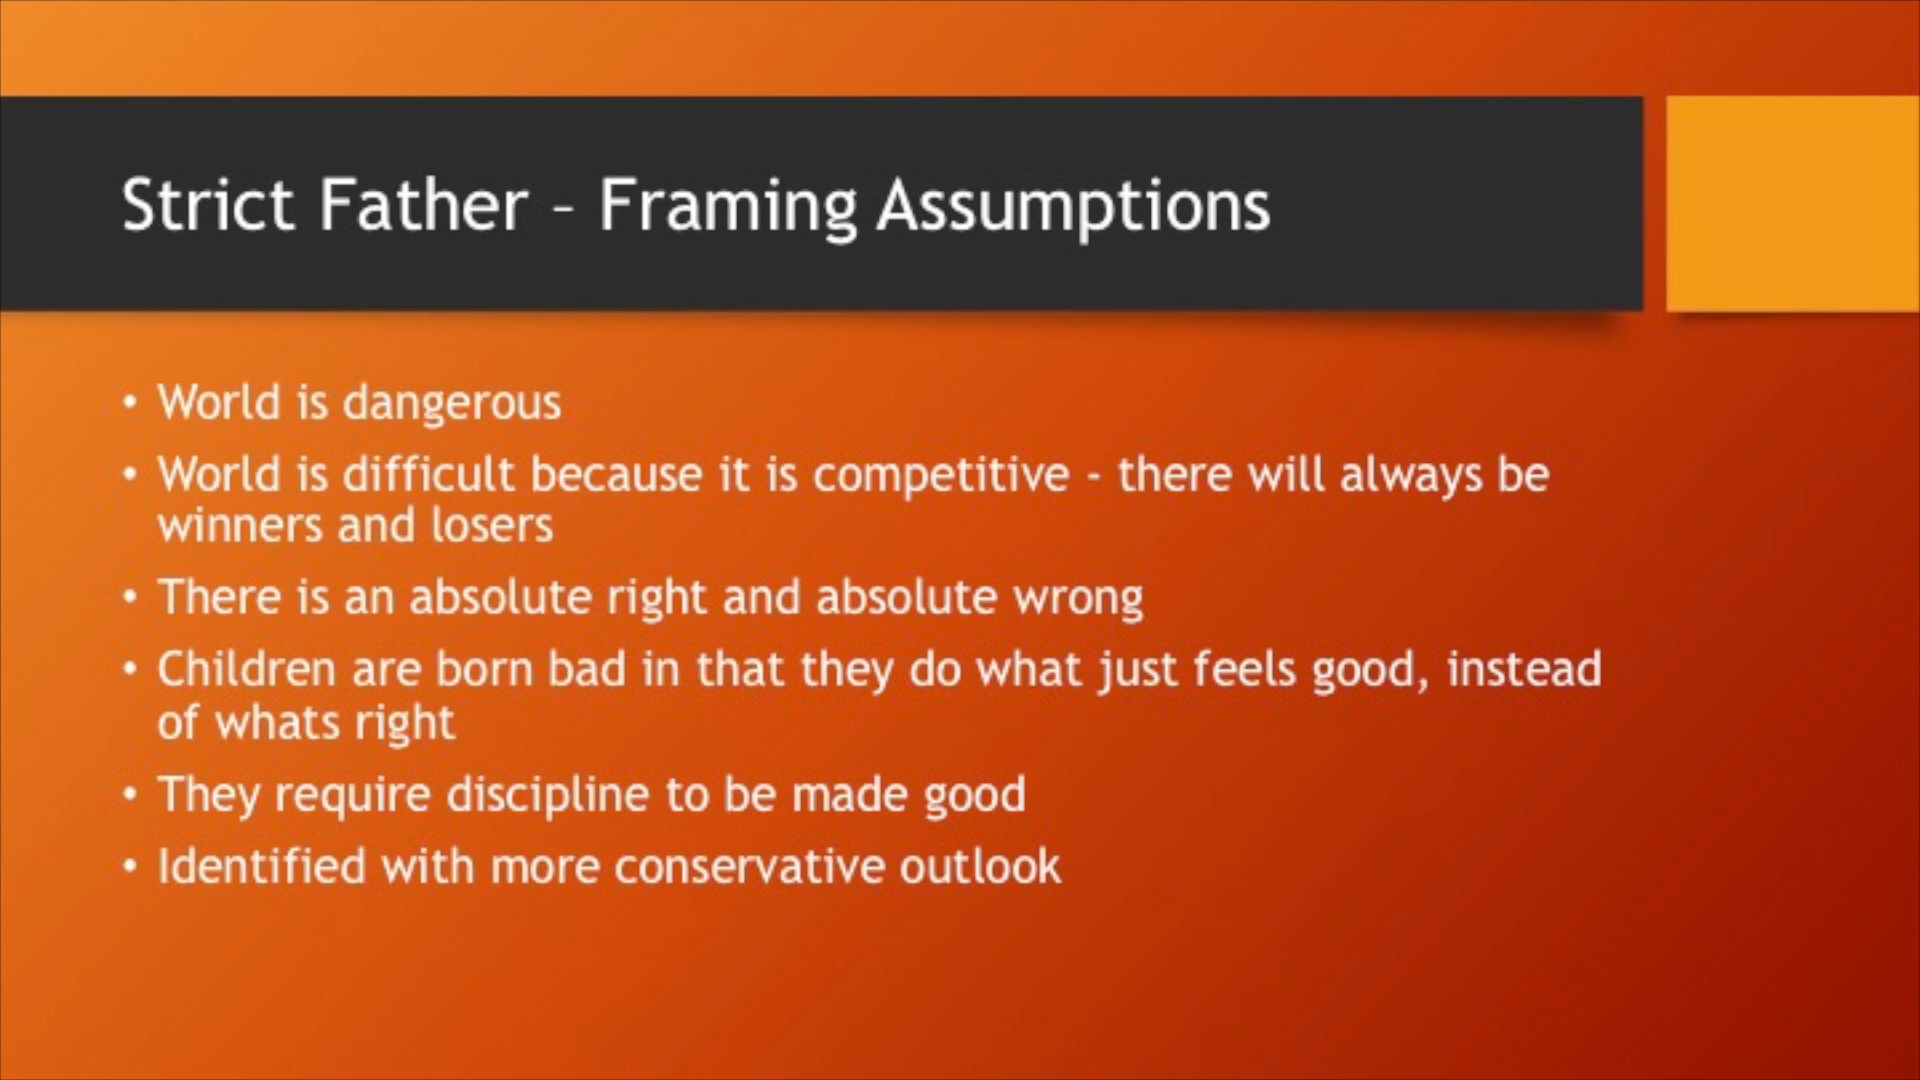 Strict Father – Framing Assumptions
• World is dangerous
• World is difficult because it is competitive - there will always be
winners and losers
• There is an absolute right and absolute wrong
• Children are born bad in that they do what just feels good, instead
of whats right
• They require discipline to be made good
• Identified with more conservative outlook